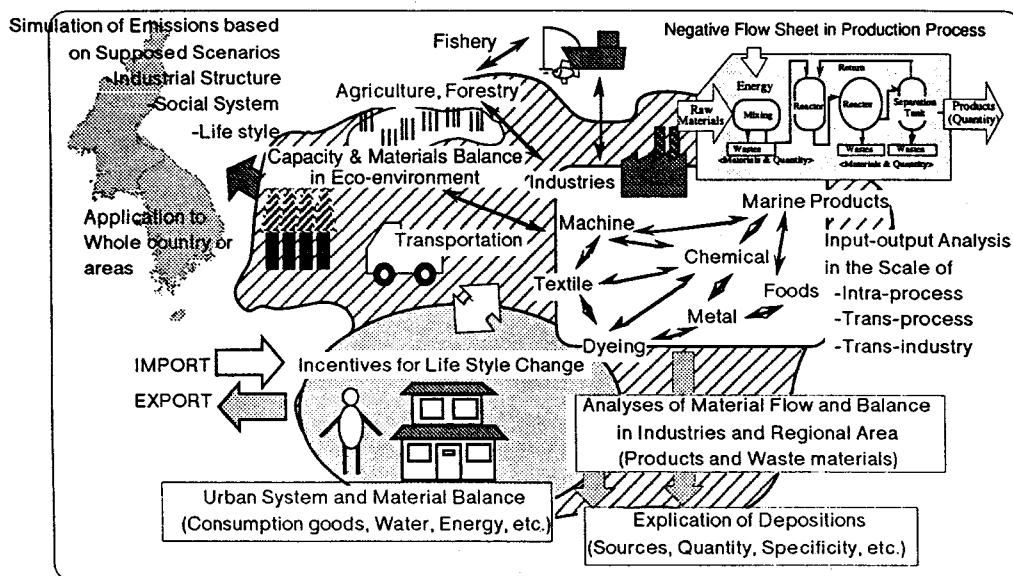 Simulation of Emissions based
on Supposed Scenarios
-Industrial Structure
-Social System
-Life style
Application to
Whole country or
areas
Fishery
Agriculture, Forestry
Capacity & Materials Balance
in Eco-environment
Transportation
Industries
Negative Flow Sheet in Production Process
Raw
Materials
Energy
Mixing
Wastes
<Materials & Quantity>
Reactor
Return
Reactor
Separation
Tank
Wastes
Wastes
<Materials & Quantity>
Products
(Quantity)
Machine
Marine Products
Chemical
Textile
Foods
Metal
Dyeing
Input-output Analysis
in the Scale of
-Intra-process
-Trans-process
-Trans-industry
IMPORT
EXPORT
Incentives for Life Style Change
Urban System and Material Balance
(Consumption goods, Water, Energy, etc.)
Analyses of Material Flow and Balance
in Industries and Regional Area
(Products and Waste materials)
Explication of Depositions
(Sources, Quantity, Specificity, etc.)